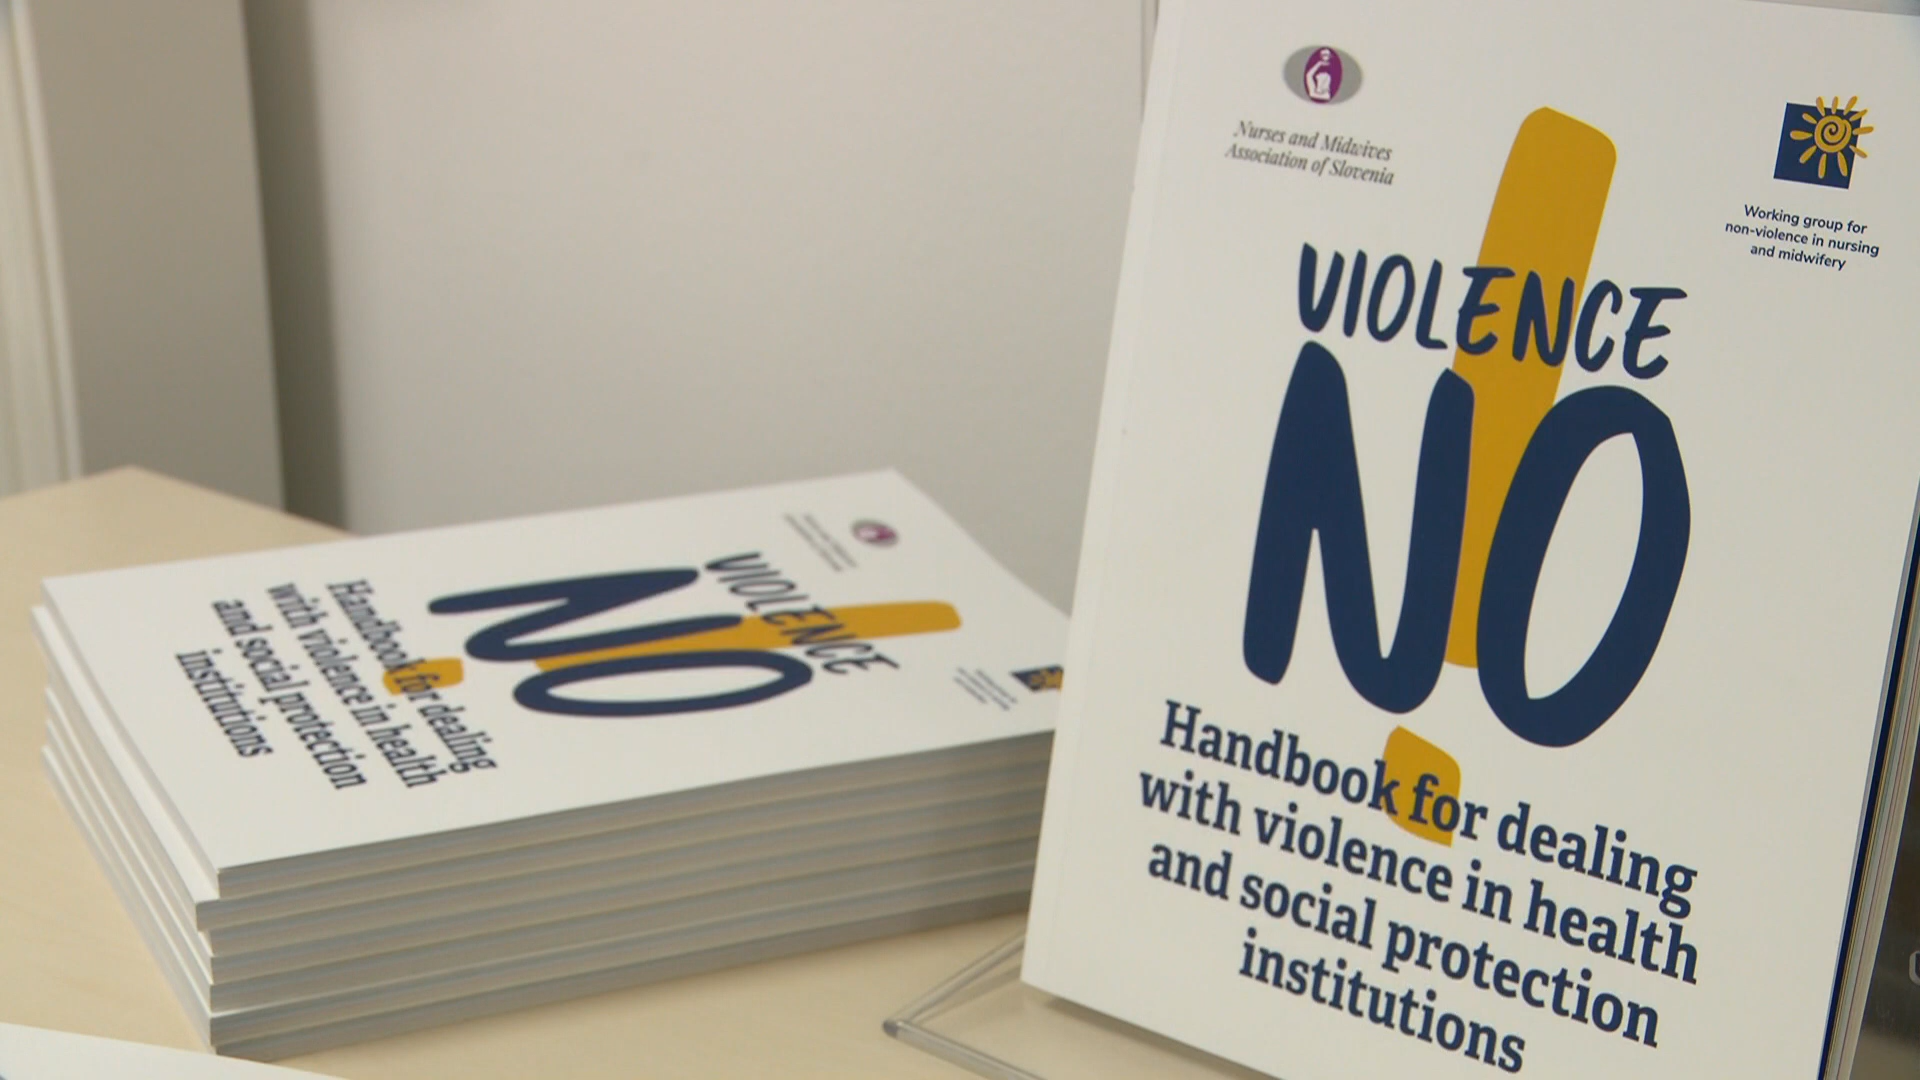 Nurses and Midwives
Association of Slovenia
Working group for
non-violence in nursing
and midwifery
VIOLENCE
NO
Handbook for dealing
with violence in health
and social protection
institutions
VIOLENCE
NO
Handbook for dealing
with violence in health
and social protection
institutions